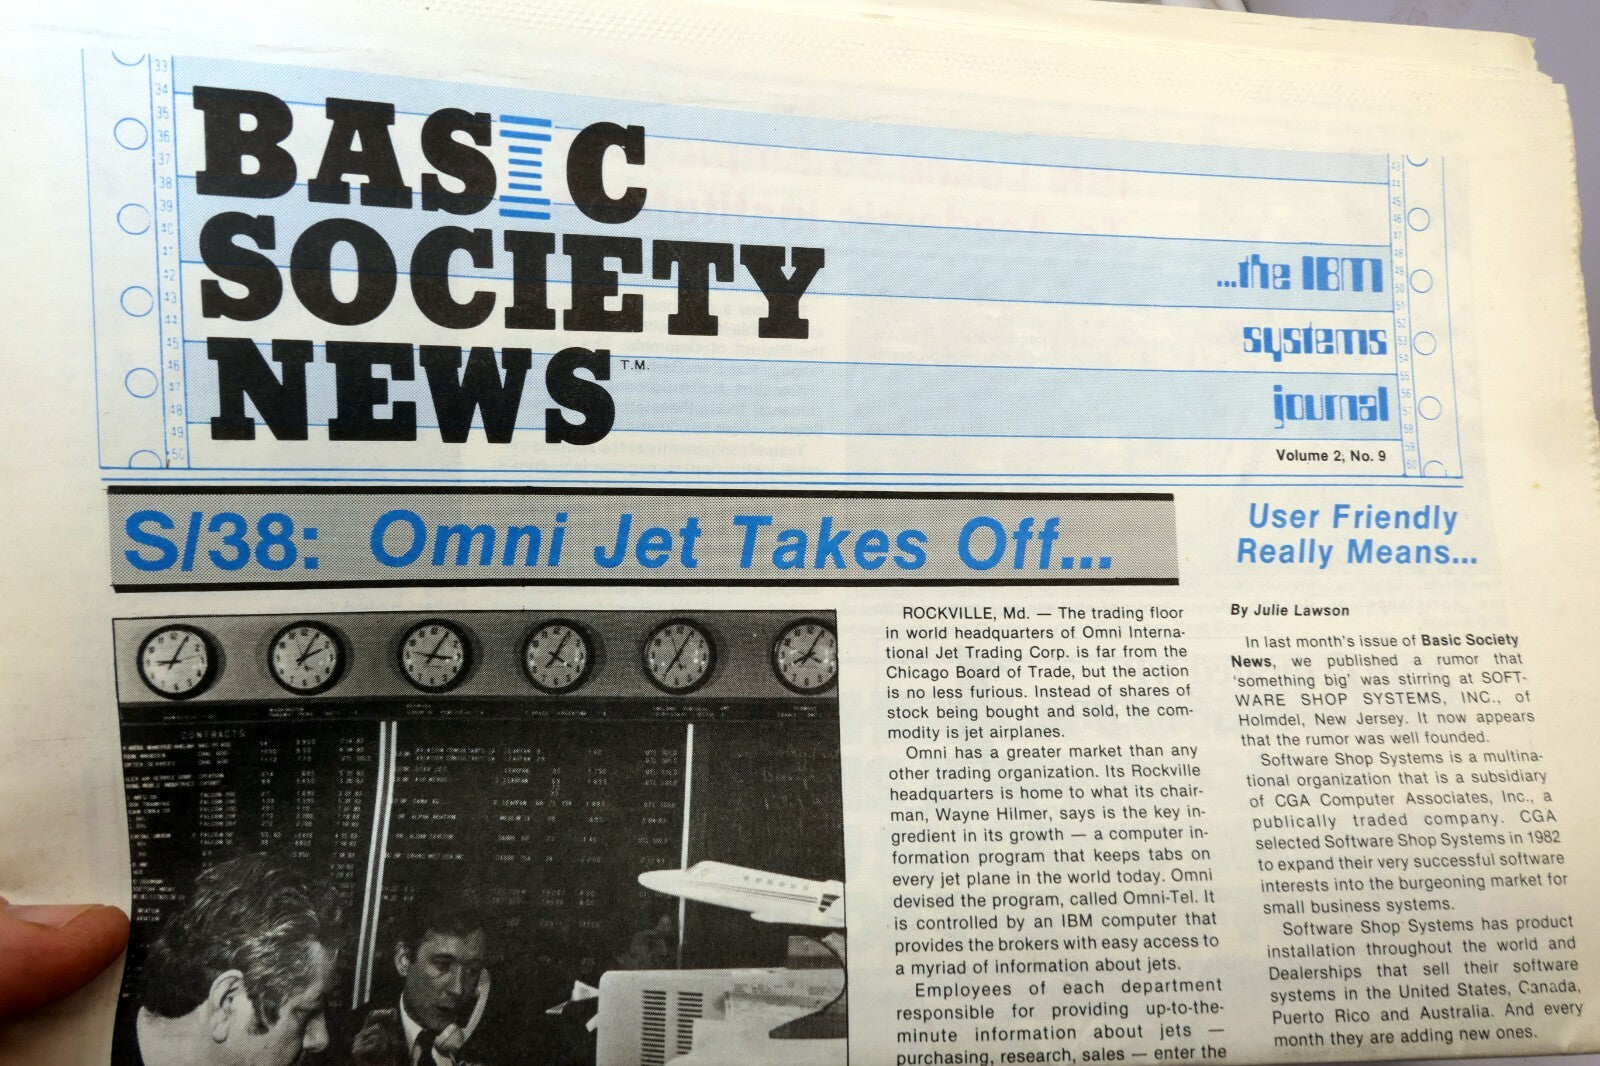 BASIC
SOCIETY
NEWS T.M.
...the IBM
systems
journal
Volume 2, No. 9
S/38: Omni Jet Takes Off...
ROCKVILLE, Md. — The trading floor
in world headquarters of Omni Interna-
tional Jet Trading Corp. is far from the
Chicago Board of Trade, but the action
is no less furious. Instead of shares of
stock being bought and sold, the com-
modity is jet airplanes.
Omni has a greater market than any
other trading organization. Its Rockville
headquarters is home to what its chair-
man, Wayne Hilmer, says is the key in-
gredient in its growth — a computer in-
formation program that keeps tabs on
every jet plane in the world today. Omni
devised the program, called Omni-Tel. It
is controlled by an IBM computer that
provides the brokers with easy access to
a myriad of information about jets.
Employees of each department
responsible for providing up-to-the-
minute information about jets —
purchasing, research, sales — enter the
User Friendly
Really Means...
By Julie Lawson
In last month's issue of Basic Society
News, we published a rumor that
'something big' was stirring at SOFT-
WARE SHOP SYSTEMS, INC., of
Holmdel, New Jersey. It now appears
that the rumor was well founded.
Software Shop Systems is a multina-
tional organization that is a subsidiary
of CGA Computer Associates, Inc., a
publically traded company. CGA
selected Software Shop Systems in 1982
to expand their very successful software
interests into the burgeoning market for
small business systems.
Software Shop Systems has product
installation throughout the world and
Dealerships that sell their software
systems in the United States, Canada,
Puerto Rico and Australia. And every
month they are adding new ones.
CONTRACTS